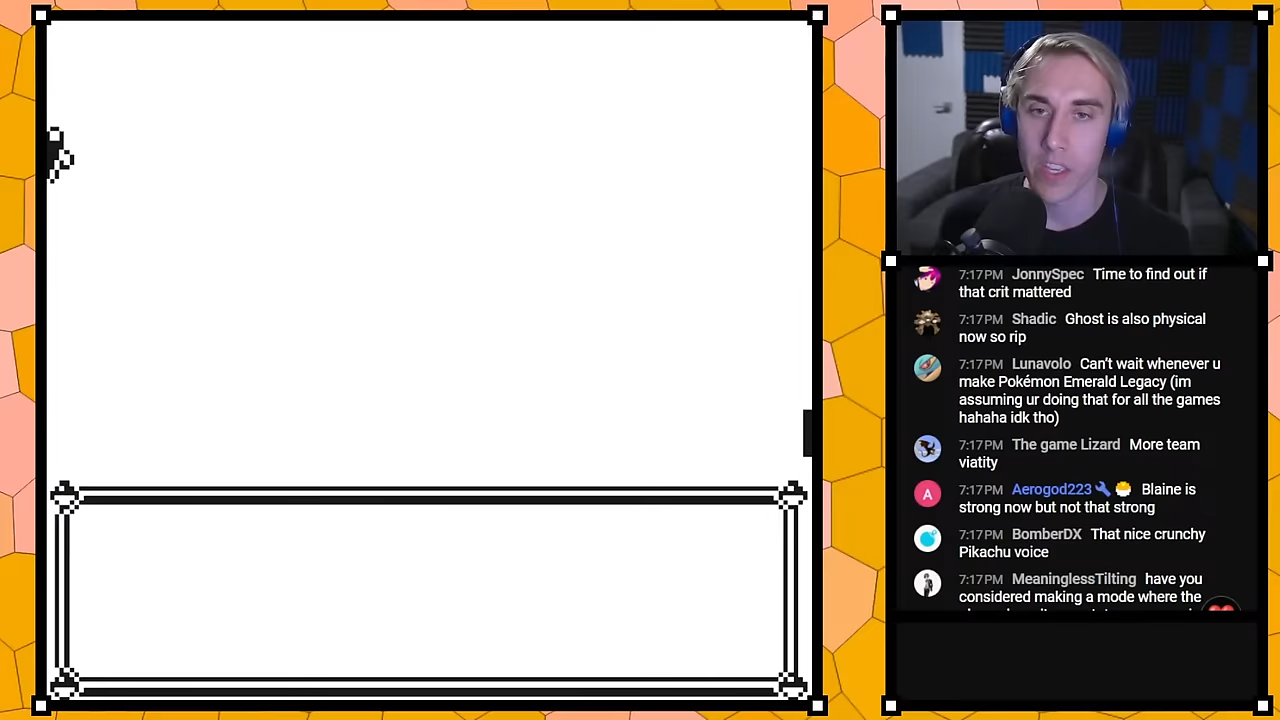 7:17 PM JonnySpec Time to find out if
that crit mattered
7:17 PM Shadic Ghost is also physical
now so rip
7:17 PM Lunavolo Can't wait whenever u
make Pokémon Emerald Legacy (im
assuming ur doing that for all the games
hahaha idk tho)
7:17 PM The game Lizard More team
viatity
A
7:17 PM Aerogod223 Blaine is
strong now but not that strong
7:17 PM BomberDX That nice crunchy
Pikachu voice
7:17 PM MeaninglessTilting have you
considered making a mode where the